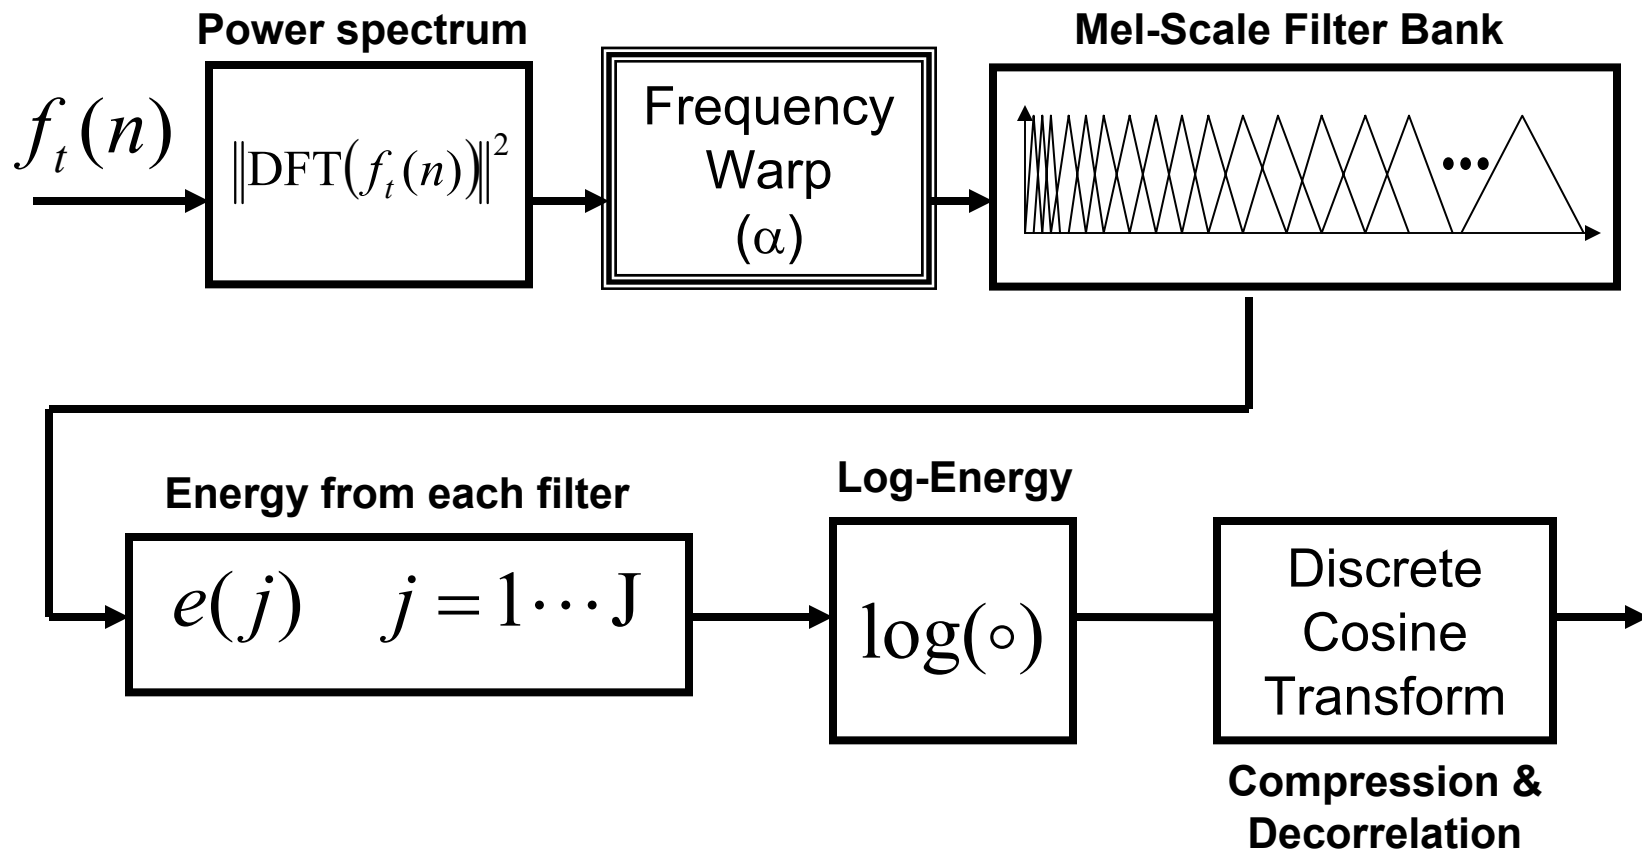 Power spectrum
Mel-Scale Filter Bank
f_t(n)
‖DFT(f_t(n))‖²
Frequency
Warp
(α)
•••
Energy from each filter
Log-Energy
e(j) j = 1⋯J
log(∘)
Discrete
Cosine
Transform
Compression &
Decorrelation